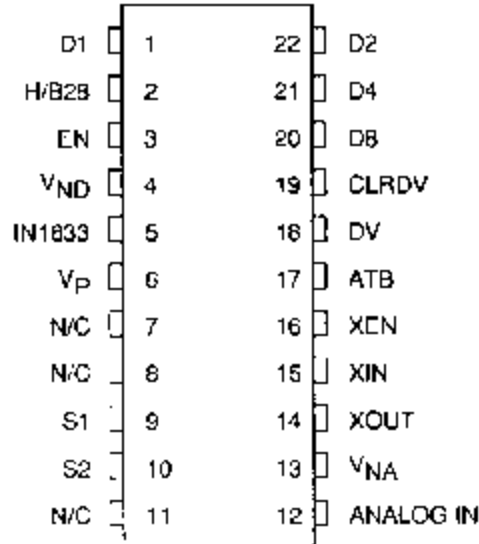 D1 1 22 D2
H/B28 2 21 D4
EN 3 20 D8
VND 4 19 CLRDV
IN1633 5 18 DV
VP 6 17 ATB
N/C 7 16 XEN
N/C 8 15 XIN
S1 9 14 XOUT
S2 10 13 VNA
N/C 11 12 ANALOG IN